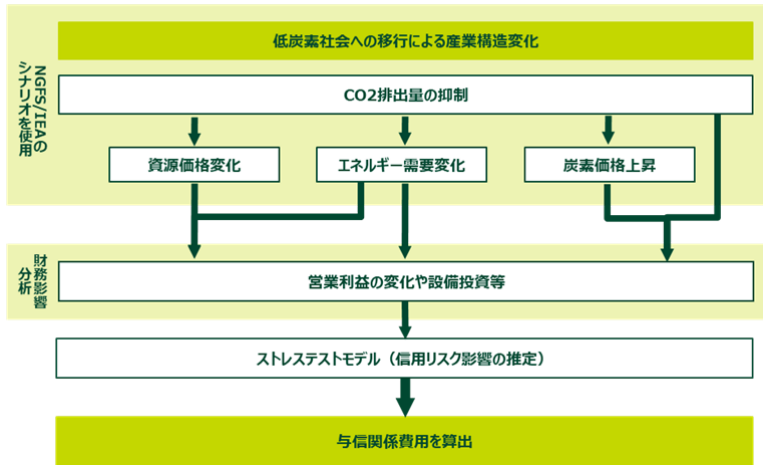 低炭素社会への移行による産業構造変化
NGFS/IEAの
シナリオを使用
CO2排出量の抑制
資源価格変化
エネルギー需要変化
炭素価格上昇
財務影響
分析
営業利益の変化や設備投資等
ストレステストモデル（信用リスク影響の推定）
与信関係費用を算出